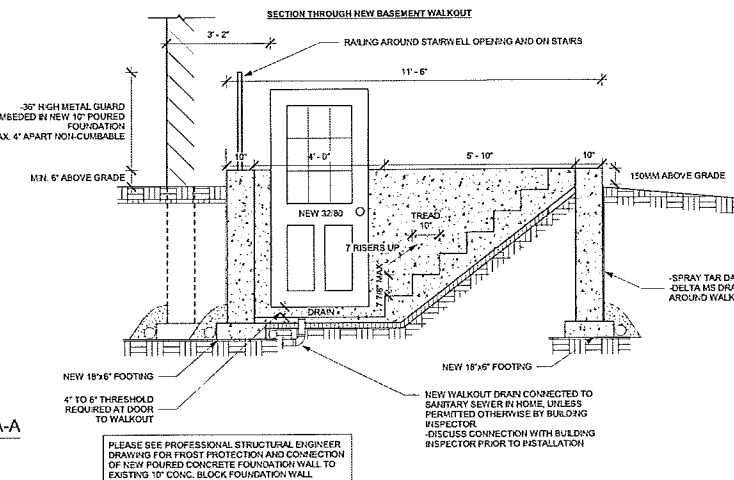 SECTION THROUGH NEW BASEMENT WALKOUT
3' - 2"
RAILING AROUND STAIRWELL OPENING AND ON STAIRS
11' - 6"
-36" HIGH METAL GUARD
MBEDED IN NEW 10" POURED
FOUNDATION
AX. 4" APART NON-CLIMBABLE
10"
4' - 0"
5' - 10"
10"
MIN. 6" ABOVE GRADE
150MM ABOVE GRADE
NEW 32/80
TREAD
10"
7 RISERS UP
7 7/8" MAX
-SPRAY TAR DA
-DELTA MS DRA
AROUND WALK
DRAIN
NEW 18"x6" FOOTING
NEW 18"x6" FOOTING
4" TO 6" THRESHOLD
REQUIRED AT DOOR
TO WALKOUT
NEW WALKOUT DRAIN CONNECTED TO
SANITARY SEWER IN HOME, UNLESS
PERMITTED OTHERWISE BY BUILDING
INSPECTOR.
-DISCUSS CONNECTION WITH BUILDING
INSPECTOR PRIOR TO INSTALLATION
A-A
PLEASE SEE PROFESSIONAL STRUCTURAL ENGINEER
DRAWING FOR FROST PROTECTION AND CONNECTION
OF NEW POURED CONCRETE FOUNDATION WALL TO
EXISTING 10" CONC. BLOCK FOUNDATION WALL